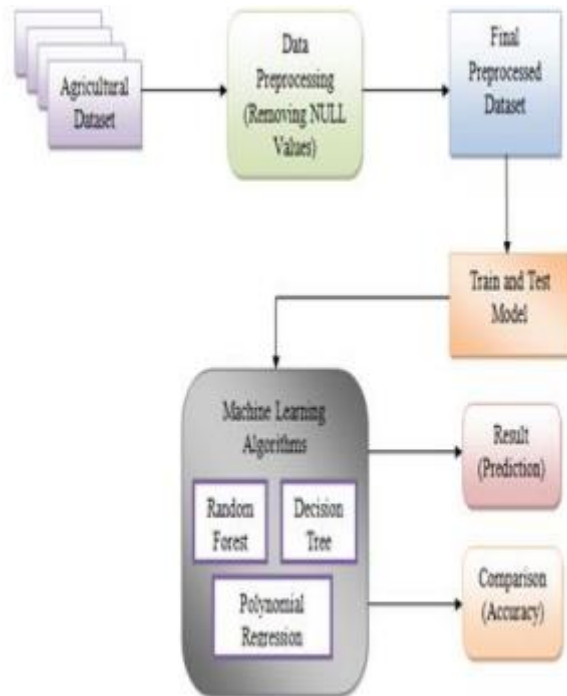 Agricultural
Dataset
Data
Preprocessing
(Removing NULL
Values)
Final
Preprocessed
Dataset
Train and Test
Model
Machine Learning
Algorithms
Random
Forest
Decision
Tree
Polynomial
Regression
Result
(Prediction)
Comparison
(Accuracy)